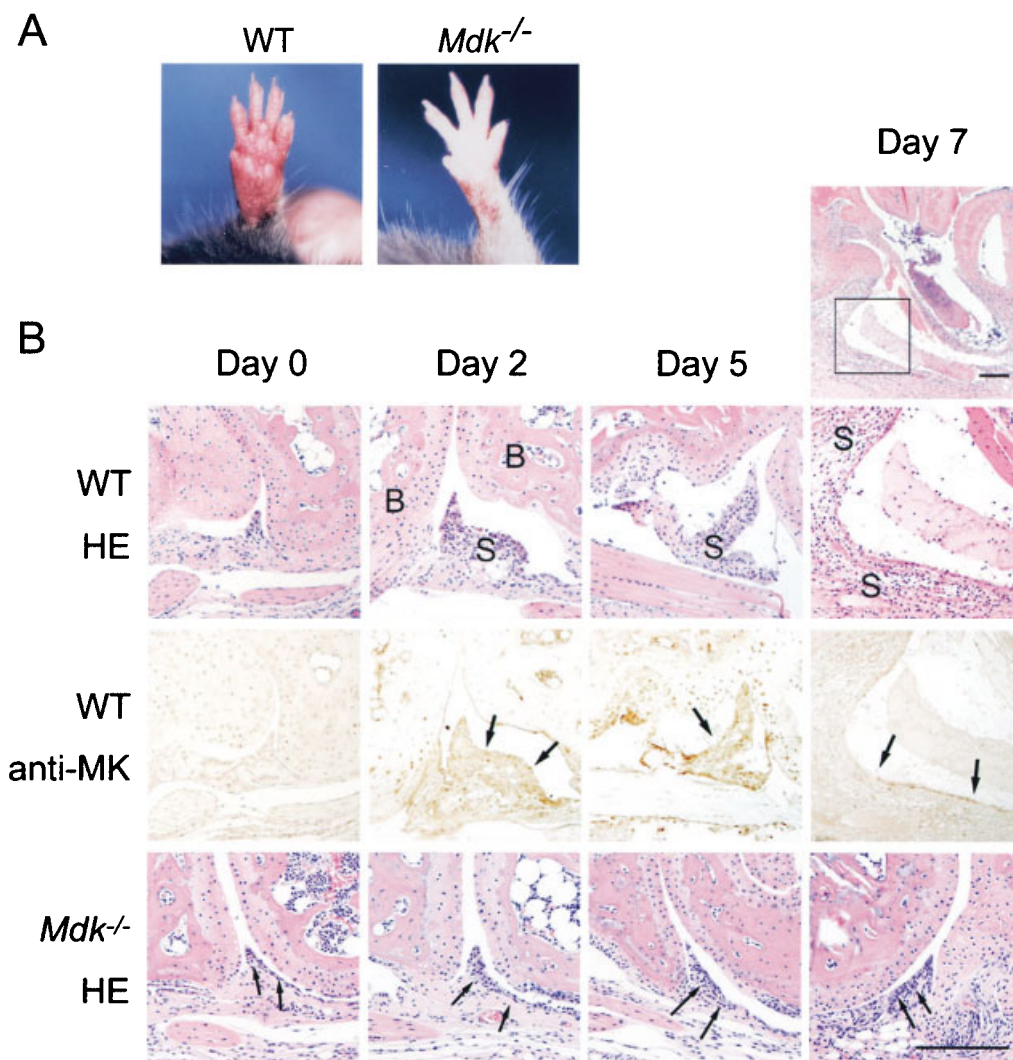 A
WT Mdk-/-
Day 7
B
Day 0 Day 2 Day 5
WT
HE
B
B
S
S
S
S
WT
anti-MK
Mdk-/-
HE